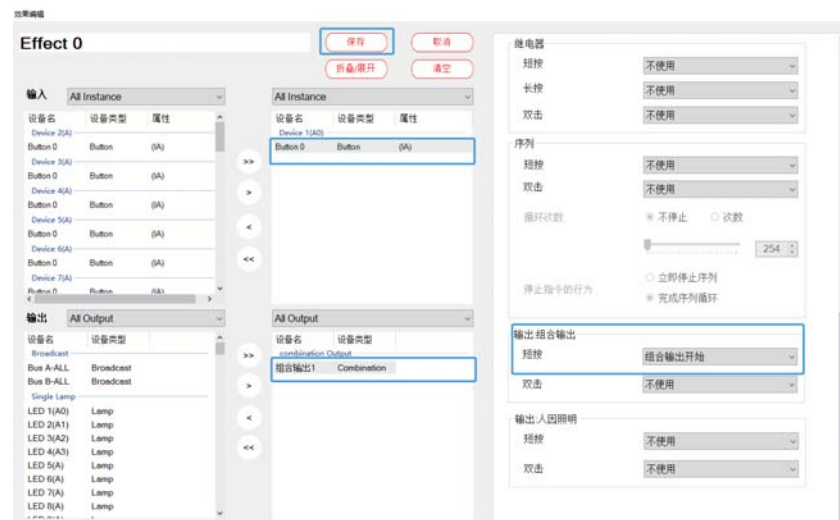 效果编辑
Effect 0
保存
取消
折叠/展开
清空
输入 All Instance
设备名 设备类型 属性
Device 2(A)
Button 0 Button (IA)
Device 3(A)
Button 0 Button (IA)
Device 4(A)
Button 0 Button (IA)
Device 5(A)
Button 0 Button (IA)
Device 6(A)
Button 0 Button (IA)
Device 7(A)
Button 0 Button (IA)
>>
>
<
<<
All Instance
设备名 设备类型 属性
Device 1(A0)
Button 0 Button (IA)
输出 All Output
设备名 设备类型
Broadcast
Bus A-ALL Broadcast
Bus B-ALL Broadcast
Single Lamp
LED 1(A0) Lamp
LED 2(A1) Lamp
LED 3(A2) Lamp
LED 4(A3) Lamp
LED 5(A) Lamp
LED 6(A) Lamp
LED 7(A) Lamp
LED 8(A) Lamp
>>
>
<
<<
All Output
设备名 设备类型
combination Output
组合输出1 Combination
继电器
短按 不使用
长按 不使用
双击 不使用
序列
短按 不使用
双击 不使用
循环次数 不停止 次数
254
停止指令的行为 立即停止序列
完成序列循环
输出:组合输出
短按 组合输出开始
双击 不使用
输出:人因照明
短按 不使用
双击 不使用